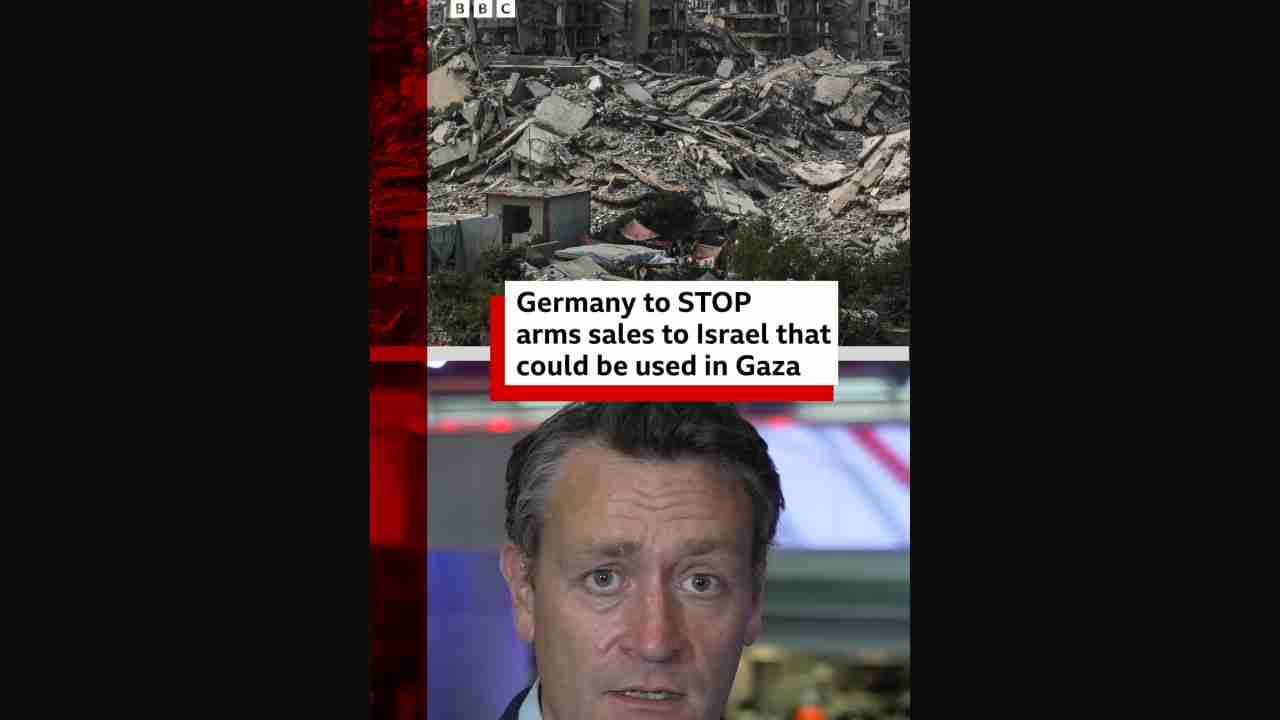 BBC
Germany to STOP
arms sales to Israel that
could be used in Gaza